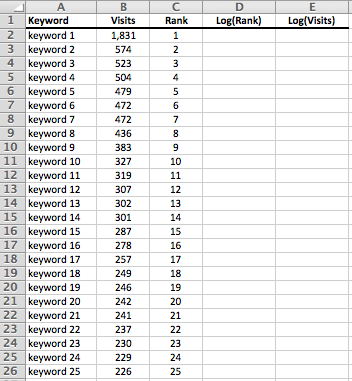 A B C D E
1 Keyword Visits Rank Log(Rank) Log(Visits)
2 keyword 1 1,831 1
3 keyword 2 574 2
4 keyword 3 523 3
5 keyword 4 504 4
6 keyword 5 479 5
7 keyword 6 472 6
8 keyword 7 472 7
9 keyword 8 436 8
10 keyword 9 383 9
11 keyword 10 327 10
12 keyword 11 319 11
13 keyword 12 307 12
14 keyword 13 302 13
15 keyword 14 301 14
16 keyword 15 287 15
17 keyword 16 278 16
18 keyword 17 257 17
19 keyword 18 249 18
20 keyword 19 246 19
21 keyword 20 242 20
22 keyword 21 241 21
23 keyword 22 237 22
24 keyword 23 230 23
25 keyword 24 229 24
26 keyword 25 226 25